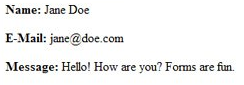 Name: Jane Doe
E-Mail: jane@doe.com
Message: Hello! How are you? Forms are fun.